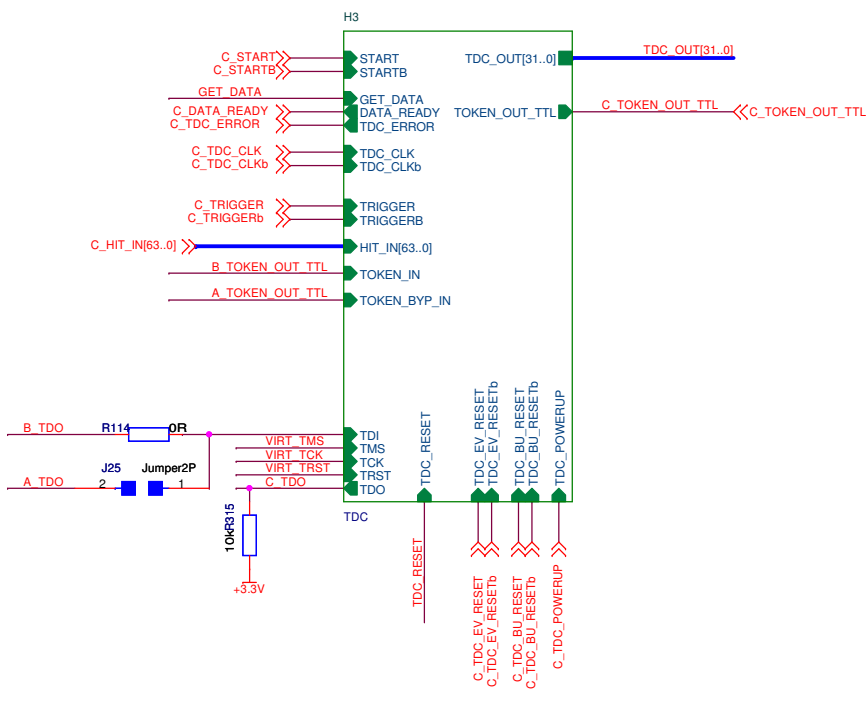 H3
C_START
START
TDC_OUT[31..0]
TDC_OUT[31..0]
C_STARTB
STARTB
GET_DATA
GET_DATA
C_DATA_READY
DATA_READY
TOKEN_OUT_TTL
C_TOKEN_OUT_TTL
C_TOKEN_OUT_TTL
C_TDC_ERROR
TDC_ERROR
C_TDC_CLK
TDC_CLK
C_TDC_CLKb
TDC_CLKb
C_TRIGGER
TRIGGER
C_TRIGGERb
TRIGGERB
C_HIT_IN[63..0]
HIT_IN[63..0]
B_TOKEN_OUT_TTL
TOKEN_IN
A_TOKEN_OUT_TTL
TOKEN_BYP_IN
B_TDO
R114
0R
TDI
VIRT_TMS
TMS
VIRT_TCK
TCK
VIRT_TRST
TRST
C_TDO
TDO
J25
Jumper2P
A_TDO
2
1
TDC_RESET
TDC_EV_RESET
TDC_EV_RESETb
TDC_BU_RESET
TDC_BU_RESETb
TDC_POWERUP
TDC
10k
R315
+3.3V
TDC_RESET
C_TDC_EV_RESET
C_TDC_EV_RESETb
C_TDC_BU_RESET
C_TDC_BU_RESETb
C_TDC_POWERUP